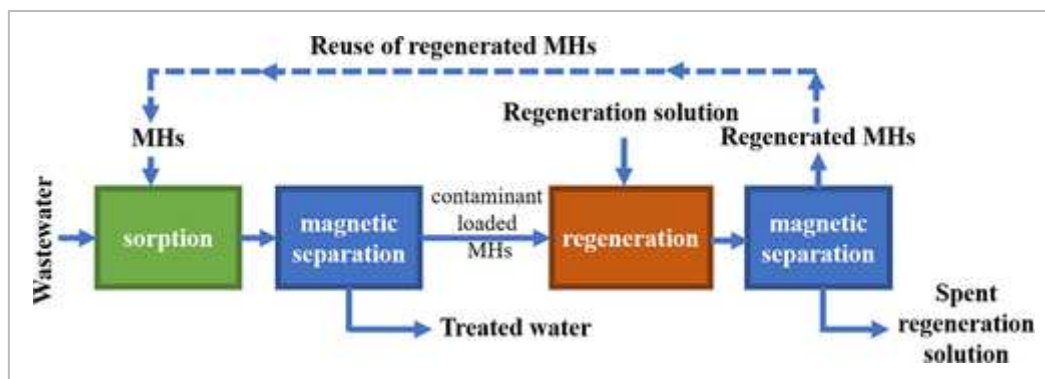 Reuse of regenerated MHs
Regeneration solution
MHs
Regenerated MHs
Wastewater
sorption
magnetic
separation
contaminant
loaded
MHs
regeneration
magnetic
separation
Treated water
Spent
regeneration
solution